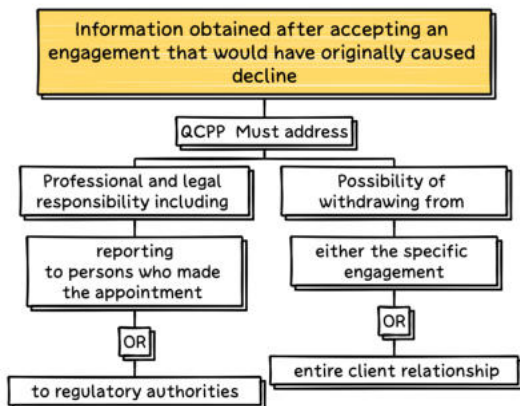 Information obtained after accepting an
engagement that would have originally caused
decline
QCPP Must address
Professional and legal
responsibility including
reporting
to persons who made
the appointment
OR
to regulatory authorities
Possibility of
withdrawing from
either the specific
engagement
OR
entire client relationship